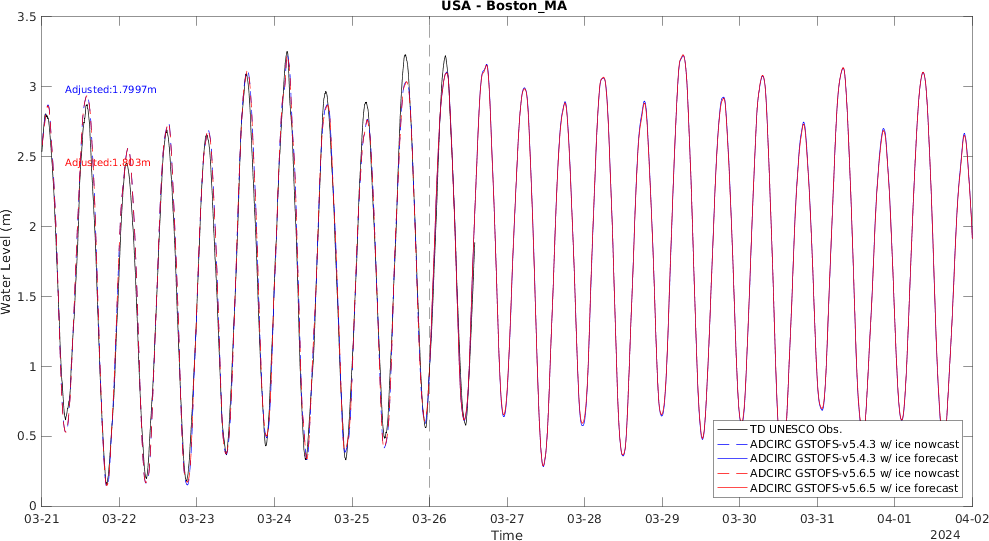 USA - Boston_MA
3.5
3
2.5
2
1.5
1
0.5
0
Water Level (m)
Adjusted:1.7997m
Adjusted:1.803m
TD UNESCO Obs.
ADCIRC GSTOFS-v5.4.3 w/ ice nowcast
ADCIRC GSTOFS-v5.4.3 w/ ice forecast
ADCIRC GSTOFS-v5.6.5 w/ ice nowcast
ADCIRC GSTOFS-v5.6.5 w/ ice forecast
03-21 03-22 03-23 03-24 03-25 03-26 03-27 03-28 03-29 03-30 03-31 04-01 04-02
Time
2024